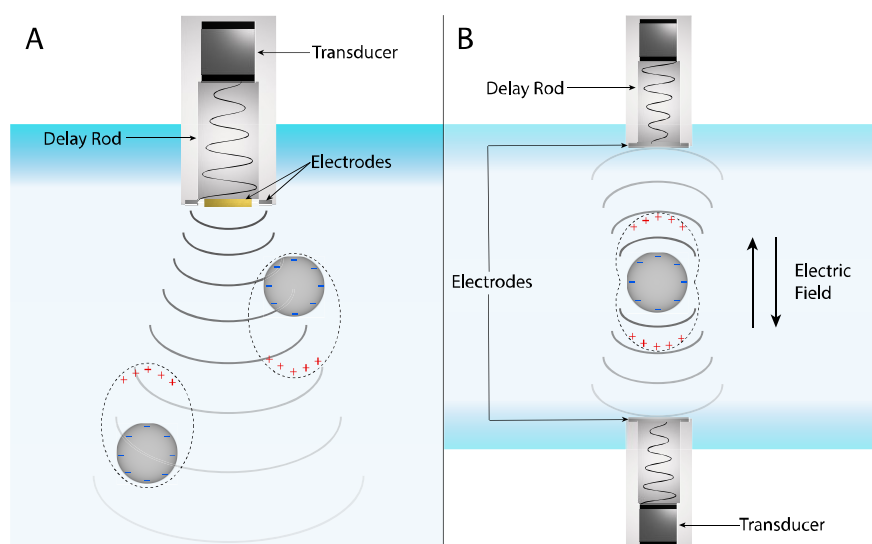 A
Transducer
Delay Rod
Electrodes
B
Delay Rod
Electrodes
Electric
Field
Transducer